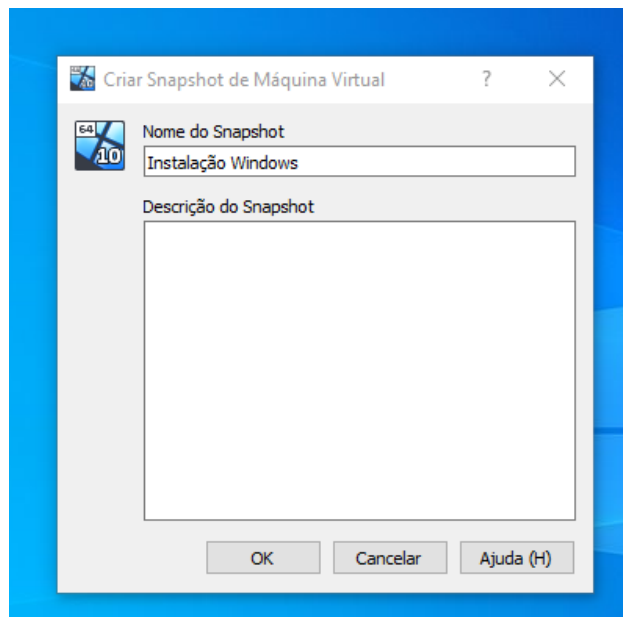 Criar Snapshot de Máquina Virtual ?
64
10
Nome do Snapshot
Instalação Windows
Descrição do Snapshot
OK Cancelar Ajuda (H)